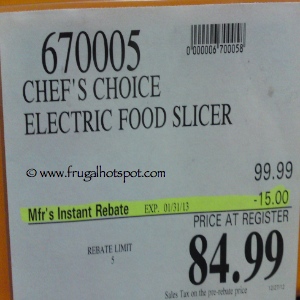 670005
0000006700058
CHEF'S CHOICE
ELECTRIC FOOD SLICER
© www.frugalhotspot.com
99.99
Mfr's Instant Rebate EXP. 01/31/13 -15.00
PRICE AT REGISTER
REBATE LIMIT
5
84.99
Sales Tax on the pre-rebate price